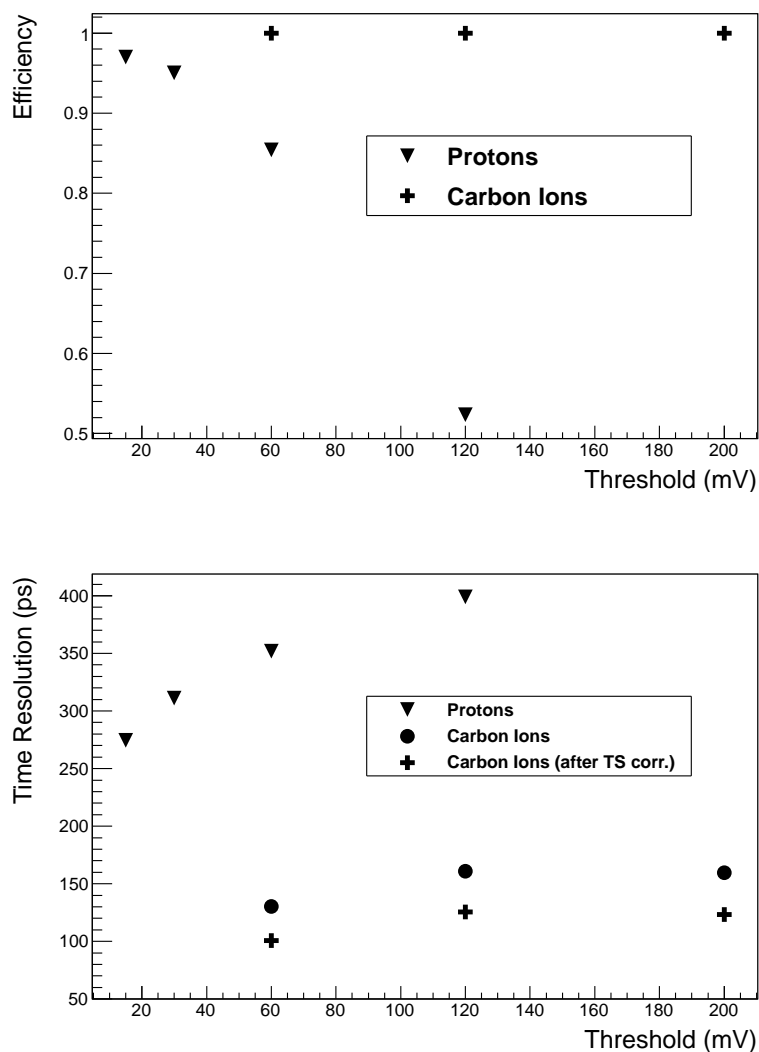 Efficiency
1
0.9
0.8
0.7
0.6
0.5
Protons
Carbon Ions
20 40 60 80 100 120 140 160 180 200
Threshold (mV)
Time Resolution (ps)
400
350
300
250
200
150
100
50
Protons
Carbon Ions
Carbon Ions (after TS corr.)
20 40 60 80 100 120 140 160 180 200
Threshold (mV)